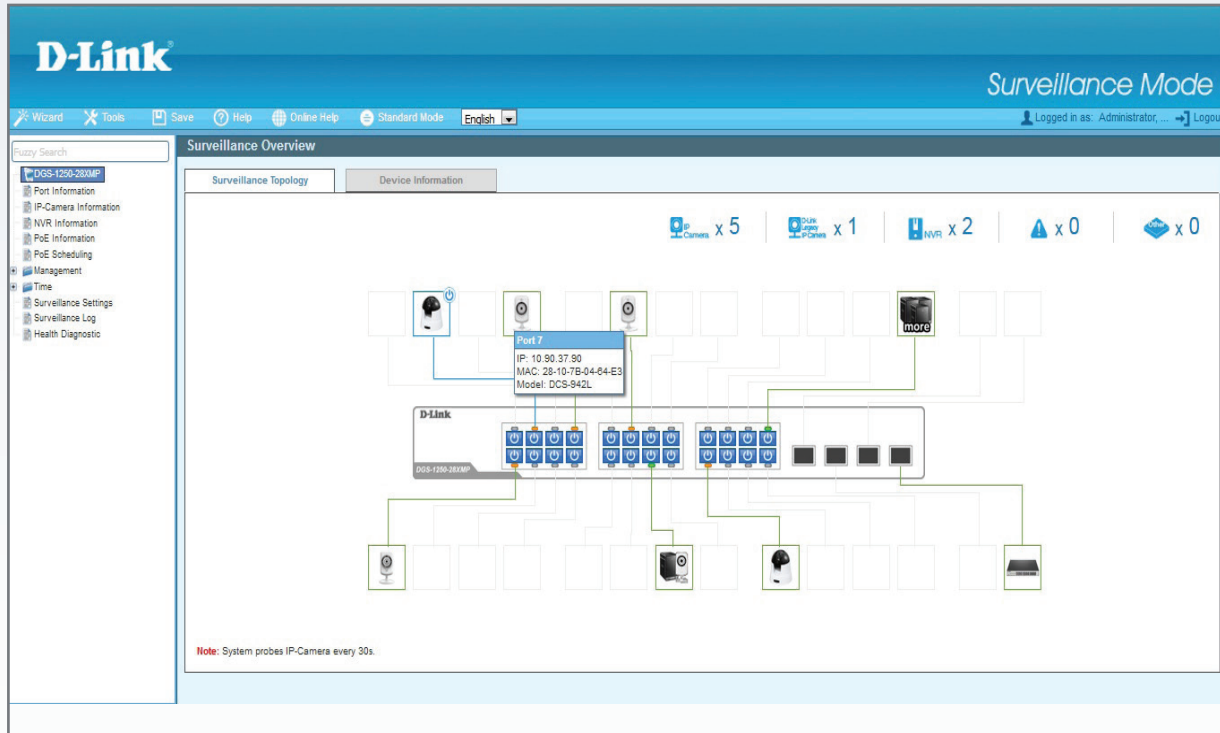 D-Link
Surveillance Mode
Wizard Tools Save Help Online Help Standard Mode English Logged in as: Administrator, ... Logou
Fuzzy Search
DGS-1250-28XMP
Port Information
IP-Camera Information
NVR Information
PoE Information
PoE Scheduling
Management
Time
Surveillance Settings
Surveillance Log
Health Diagnostic
Surveillance Overview
Surveillance Topology Device Information
IP Camera x 5 D-Link Legacy IP Camera x 1 NVR x 2 x 0 Other x 0
more
Port 7
IP: 10.90.37.90
MAC: 28-10-7B-04-64-E3
Model: DCS-942L
D-Link
DGS-1250-28XMP
Note: System probes IP-Camera every 30s.